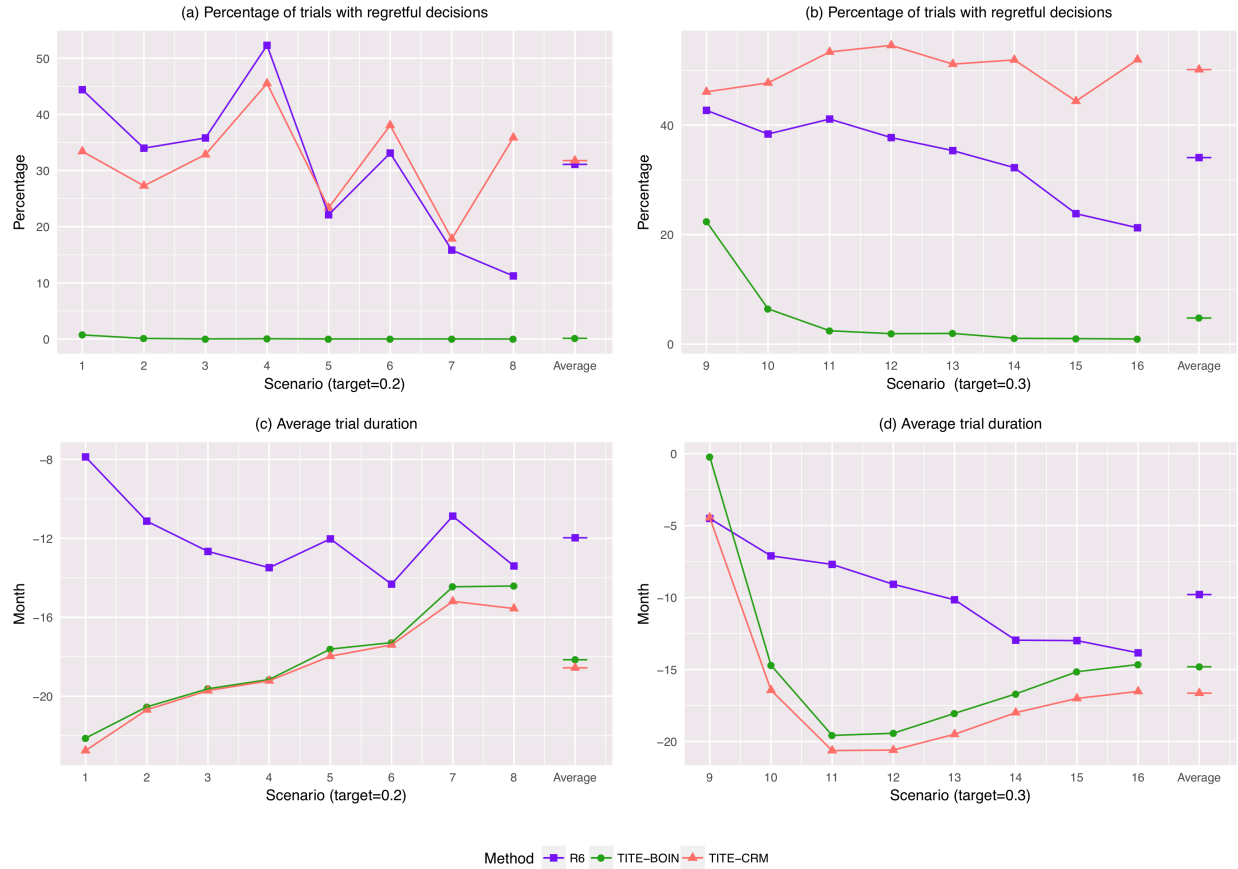 (a) Percentage of trials with regretful decisions
Percentage
50
40
30
20
10
0
1 2 3 4 5 6 7 8 Average
Scenario (target=0.2)
(b) Percentage of trials with regretful decisions
Percentage
40
20
0
9 10 11 12 13 14 15 16 Average
Scenario (target=0.3)
(c) Average trial duration
Month
−8
−12
−16
−20
1 2 3 4 5 6 7 8 Average
Scenario (target=0.2)
(d) Average trial duration
Month
0
−5
−10
−15
−20
9 10 11 12 13 14 15 16 Average
Scenario (target=0.3)
Method R6 TITE−BOIN TITE−CRM